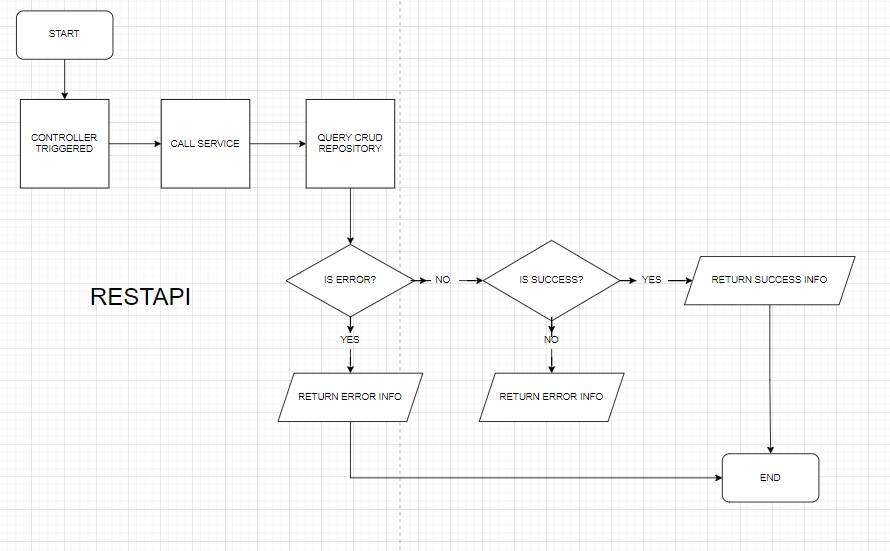 START
CONTROLLER
TRIGGERED
CALL SERVICE
QUERY CRUD
REPOSITORY
IS ERROR?
NO
IS SUCCESS?
YES
RETURN SUCCESS INFO
RESTAPI
YES
NO
RETURN ERROR INFO
RETURN ERROR INFO
END